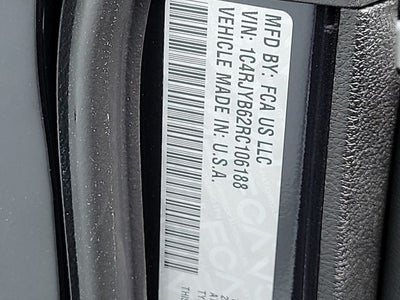 MFD BY: FCA US LLC
VIN: 1C4RJYB62RC106188
VEHICLE MADE IN: U.S.A.